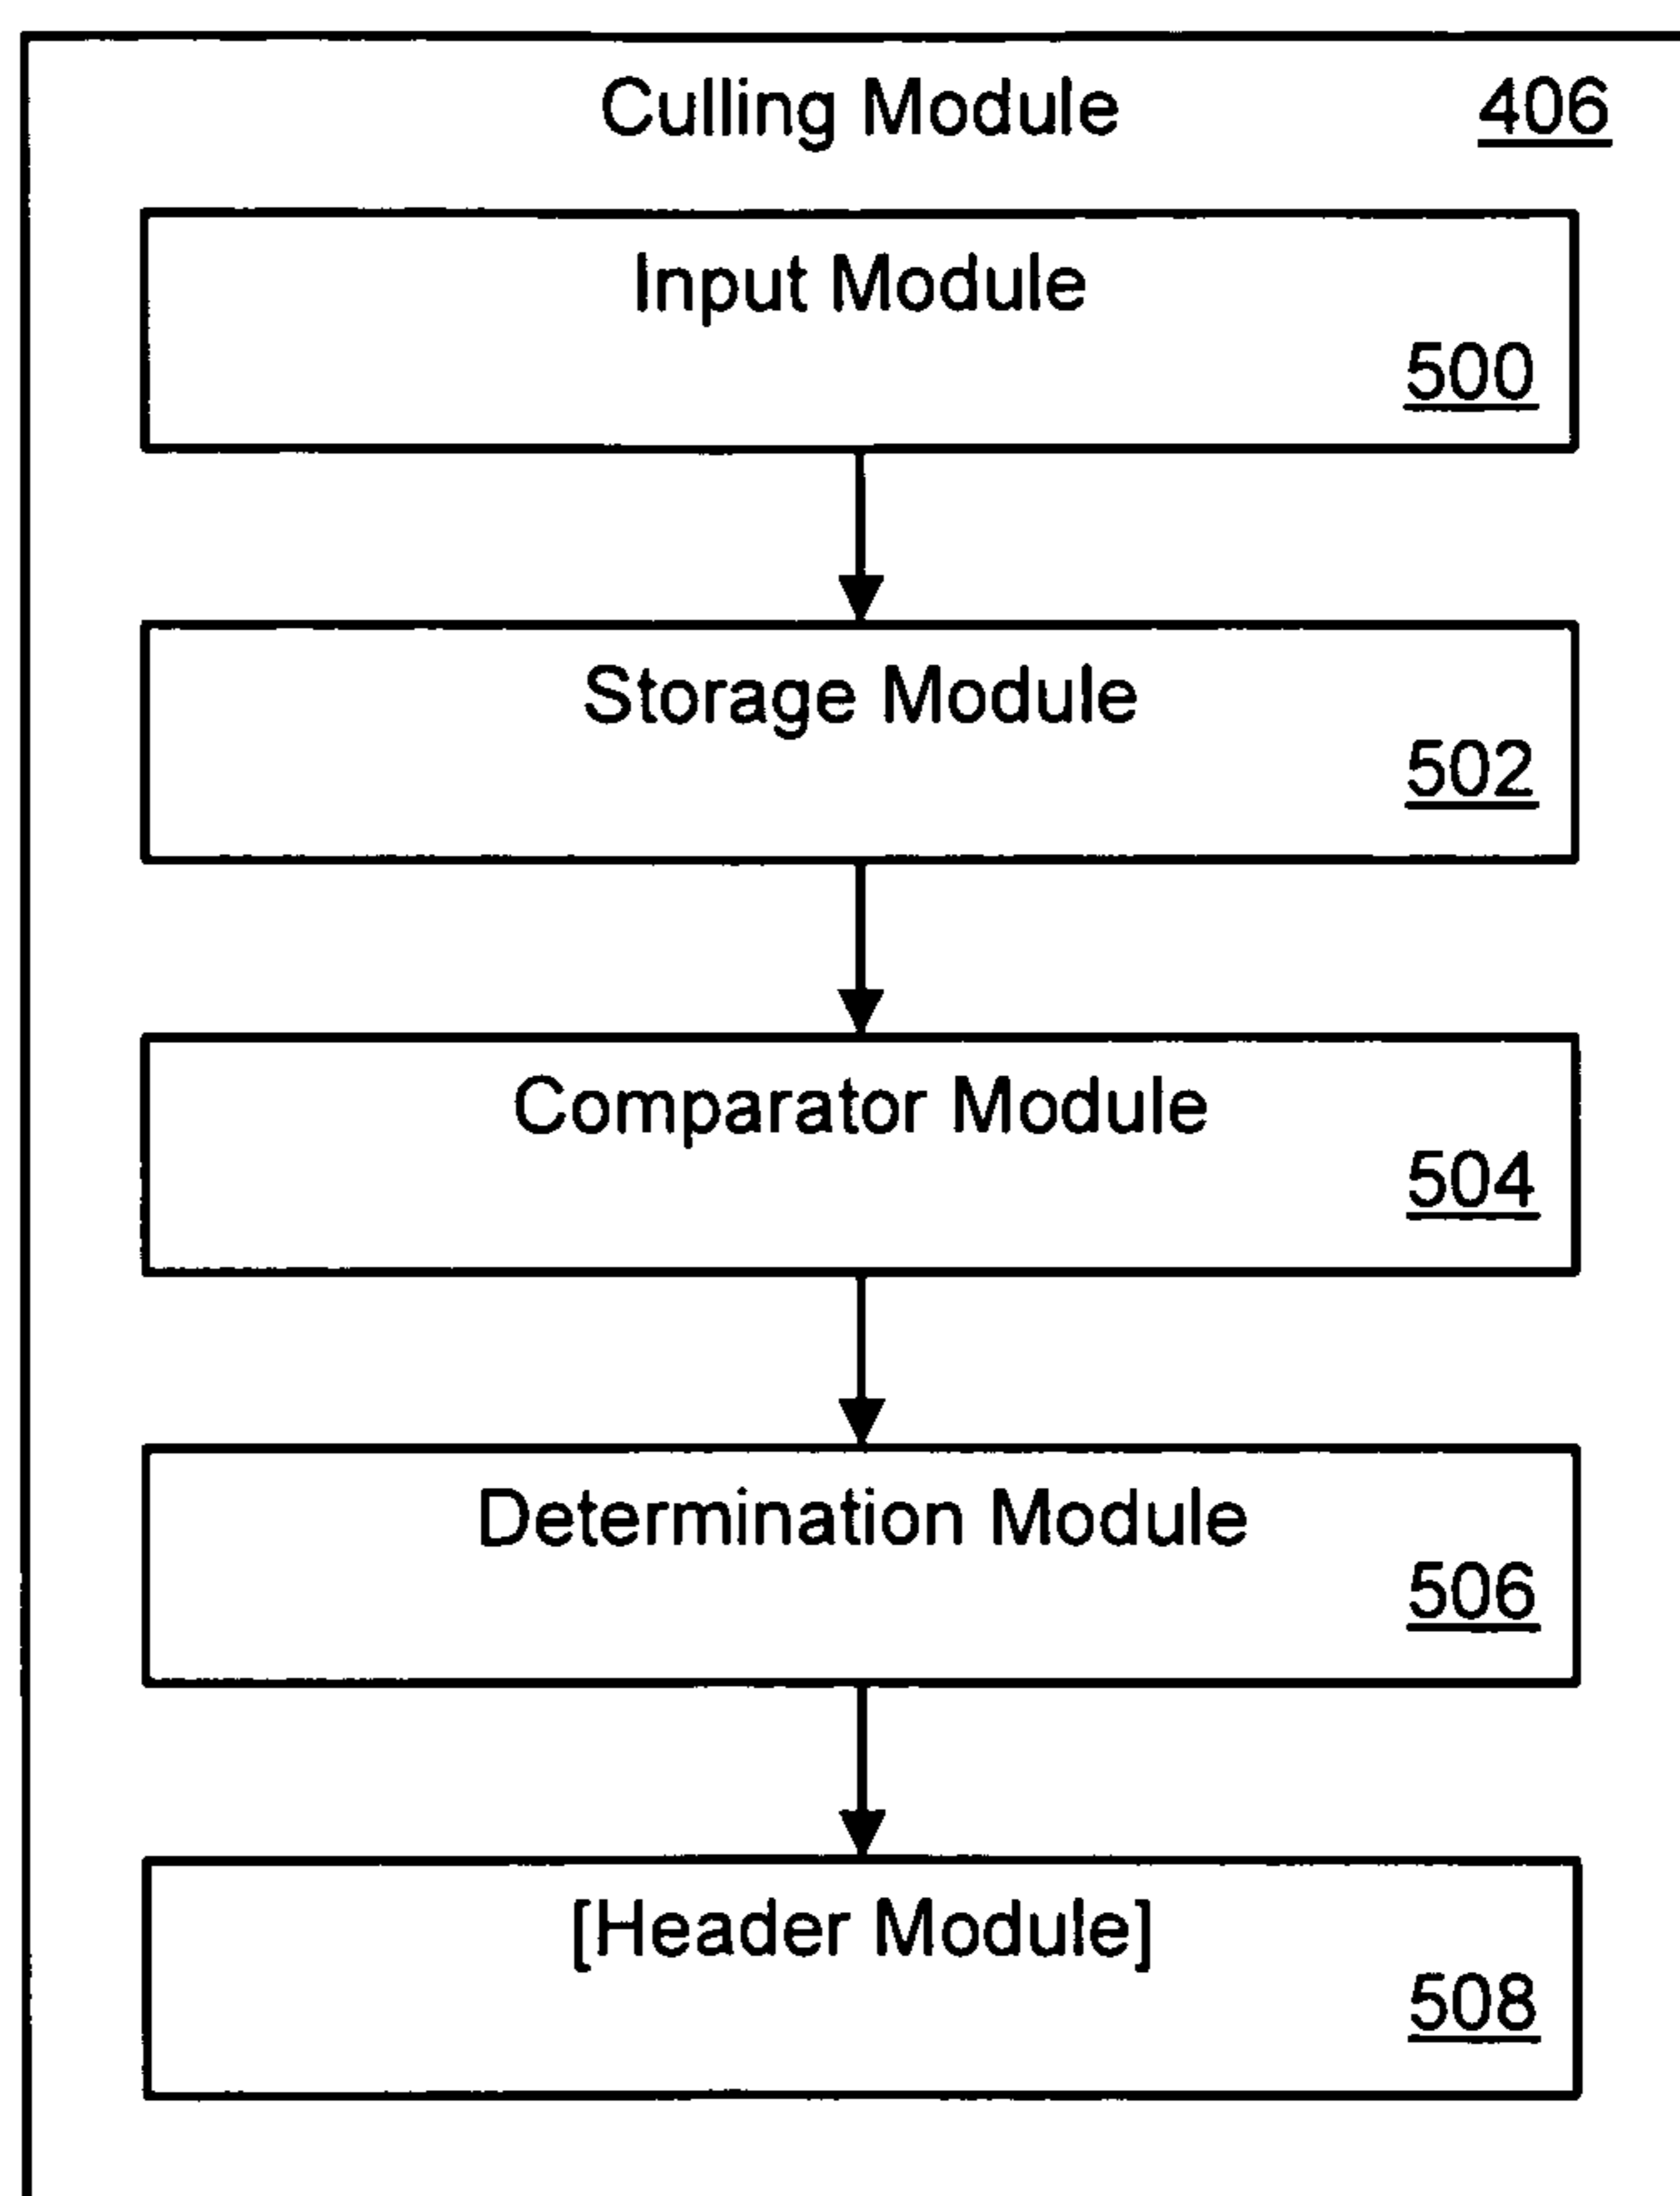 Culling Module 406
Input Module
500
Storage Module
502
Comparator Module
504
Determination Module
506
[Header Module]
508